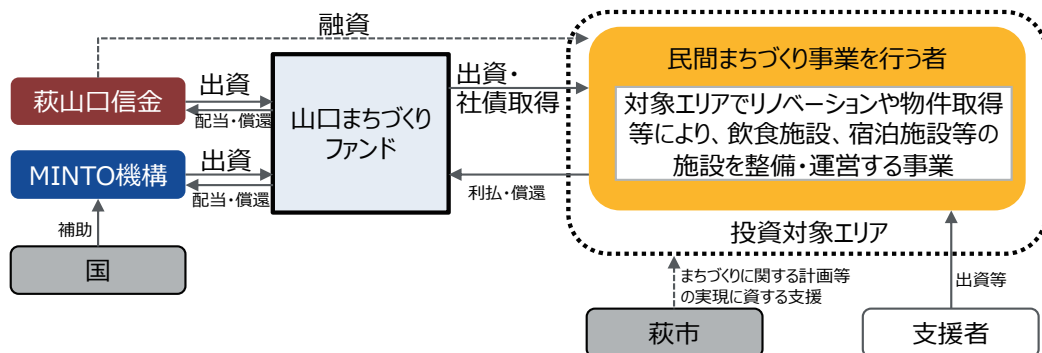 融資
萩山口信金
出資
配当・償還
MINTO機構
出資
配当・償還
補助
国
山口まちづくり
ファンド
出資・
社債取得
利払・償還
民間まちづくり事業を行う者
対象エリアでリノベーションや物件取得
等により、飲食施設、宿泊施設等の
施設を整備・運営する事業
投資対象エリア
まちづくりに関する計画等
の実現に資する支援
萩市
出資等
支援者